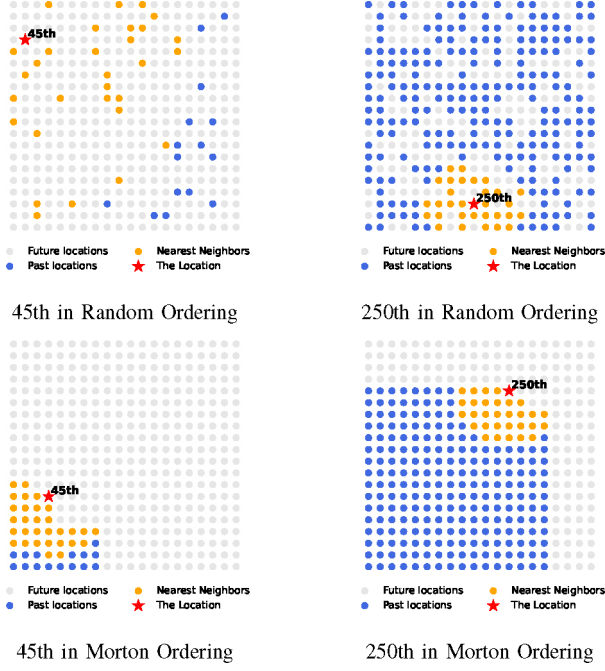 45th
250th
Future locations
Nearest Neighbors
Past locations
The Location
Future locations
Nearest Neighbors
Past locations
The Location
45th in Random Ordering
250th in Random Ordering
250th
45th
Future locations
Nearest Neighbors
Past locations
The Location
Future locations
Nearest Neighbors
Past locations
The Location
45th in Morton Ordering
250th in Morton Ordering